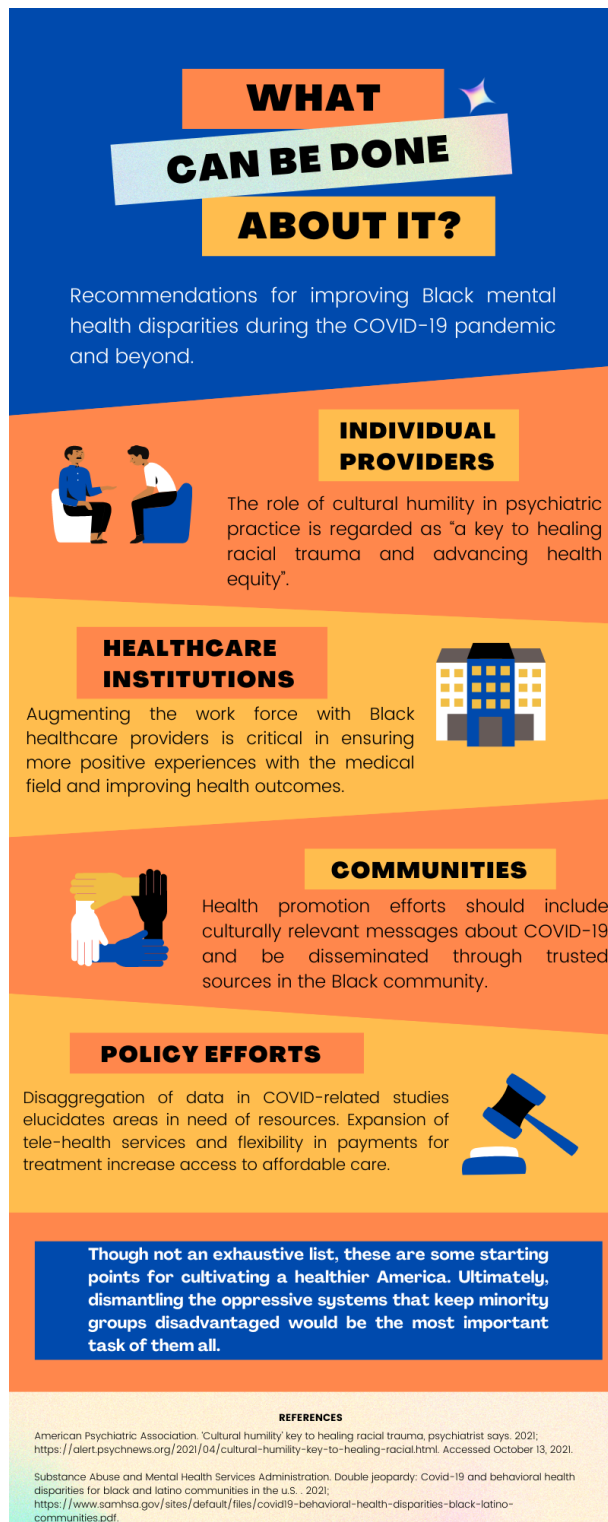 WHAT
CAN BE DONE
ABOUT IT?
Recommendations for improving Black mental
health disparities during the COVID-19 pandemic
and beyond.
INDIVIDUAL
PROVIDERS
The role of cultural humility in psychiatric
practice is regarded as “a key to healing
racial trauma and advancing health
equity”.
HEALTHCARE
INSTITUTIONS
Augmenting the work force with Black
healthcare providers is critical in ensuring
more positive experiences with the medical
field and improving health outcomes.
COMMUNITIES
Health promotion efforts should include
culturally relevant messages about COVID-19
and be disseminated through trusted
sources in the Black community.
POLICY EFFORTS
Disaggregation of data in COVID-related studies
elucidates areas in need of resources. Expansion of
tele-health services and flexibility in payments for
treatment increase access to affordable care.
Though not an exhaustive list, these are some starting
points for cultivating a healthier America. Ultimately,
dismantling the oppressive systems that keep minority
groups disadvantaged would be the most important
task of them all.
REFERENCES
American Psychiatric Association. 'Cultural humility' key to healing racial trauma, psychiatrist says. 2021;
https://alert.psychnews.org/2021/04/cultural-humility-key-to-healing-racial.html. Accessed October 13, 2021.
Substance Abuse and Mental Health Services Administration. Double jeopardy: Covid-19 and behavioral health
disparities for black and latino communities in the u.S. . 2021;
https://www.samhsa.gov/sites/default/files/covid19-behavioral-health-disparities-black-latino-
communities.pdf.